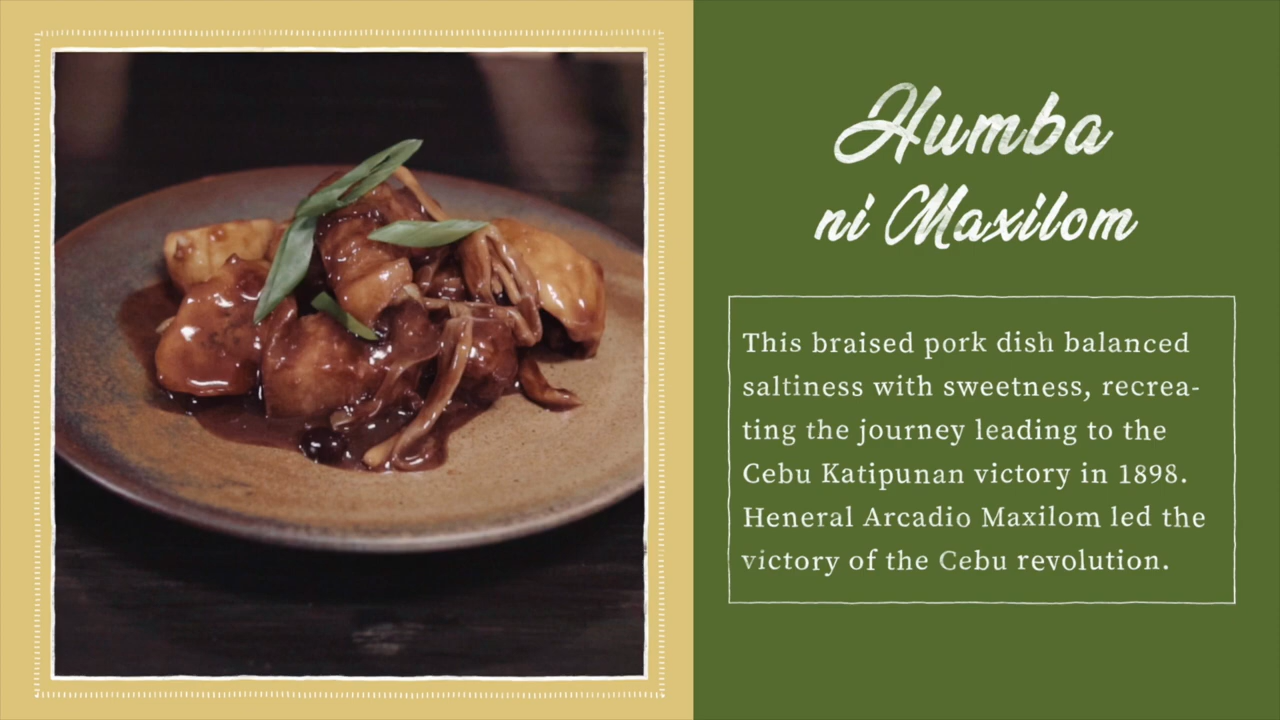 Humba
ni Maxilom
This braised pork dish balanced
saltiness with sweetness, recrea-
ting the journey leading to the
Cebu Katipunan victory in 1898.
Heneral Arcadio Maxilom led the
victory of the Cebu revolution.